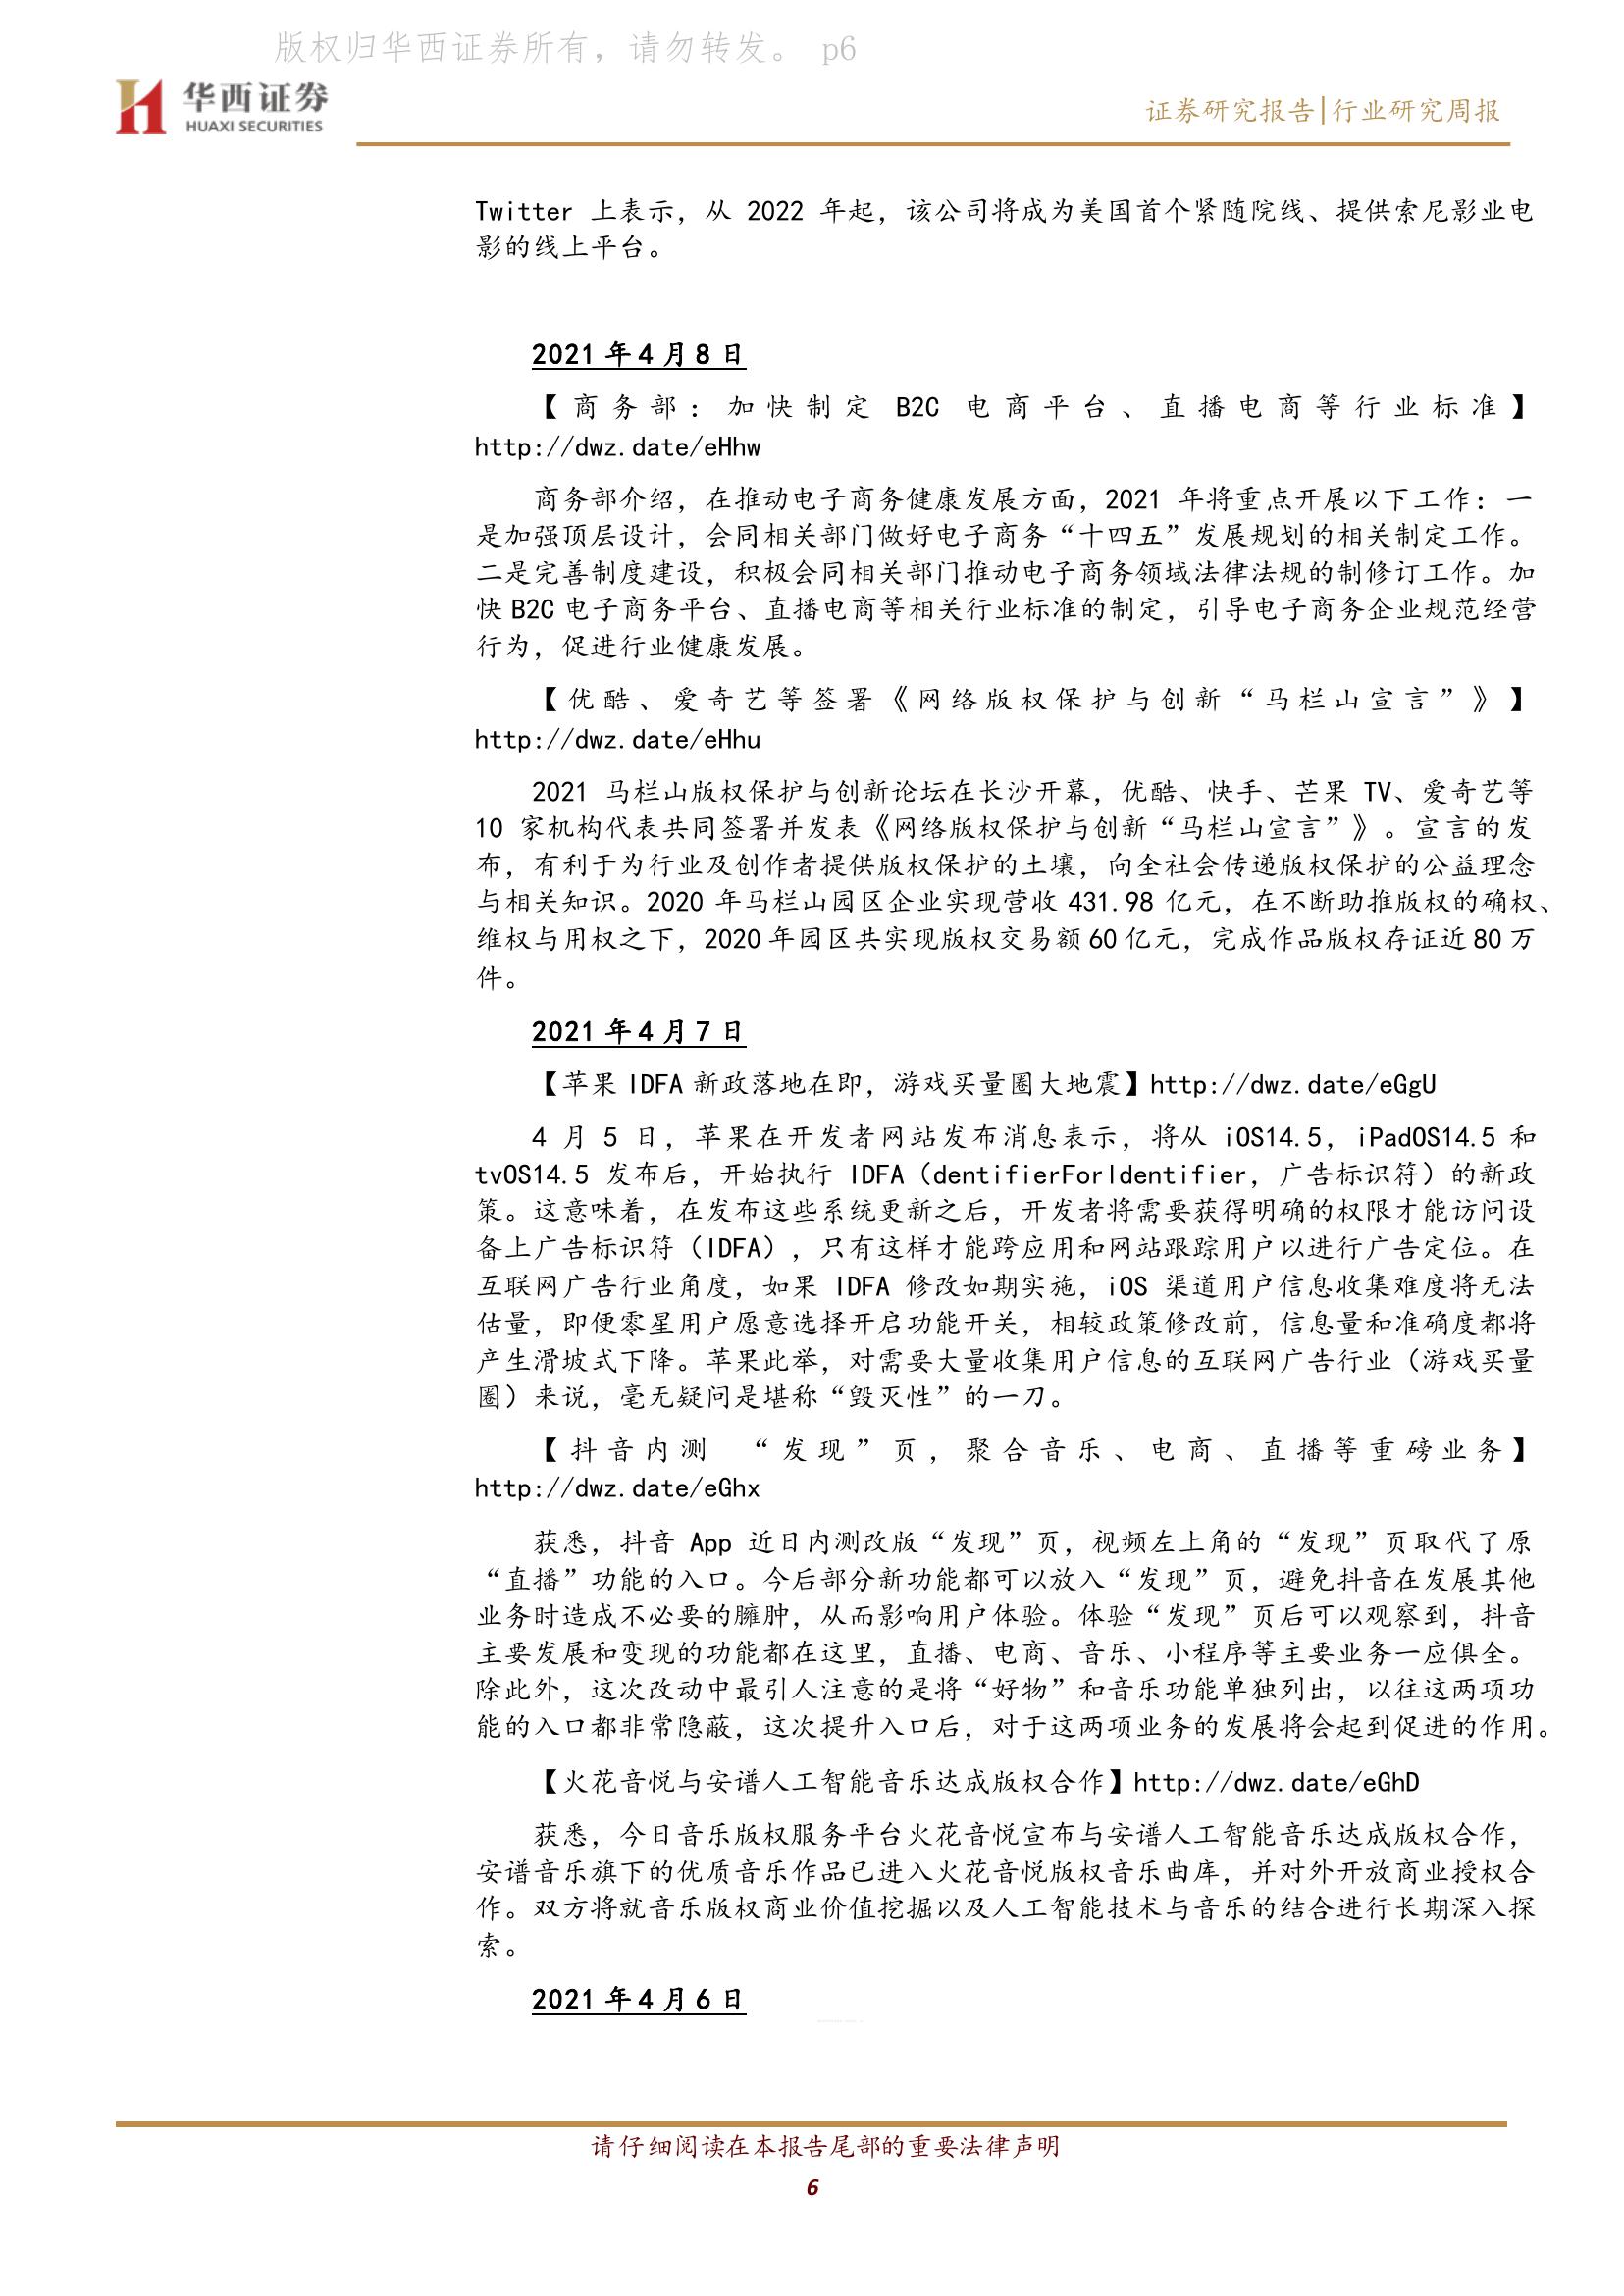 版权归华西证券所有，请勿转发。 p6
华西证券
HUAXI SECURITIES
证券研究报告|行业研究周报
Twitter 上表示，从 2022 年起，该公司将成为美国首个紧随院线、提供索尼影业电
影的线上平台。
2021 年 4 月 8 日
【商务部：加快制定 B2C 电商平台、直播电商等行业标准】
http://dwz.date/eHhw
商务部介绍，在推动电子商务健康发展方面，2021 年将重点开展以下工作：一
是加强顶层设计，会同相关部门做好电子商务“十四五”发展规划的相关制定工作。
二是完善制度建设，积极会同相关部门推动电子商务领域法律法规的制修订工作。加
快 B2C 电子商务平台、直播电商等相关行业标准的制定，引导电子商务企业规范经营
行为，促进行业健康发展。
【优酷、爱奇艺等签署《网络版权保护与创新“马栏山宣言”》】
http://dwz.date/eHhu
2021 马栏山版权保护与创新论坛在长沙开幕，优酷、快手、芒果 TV、爱奇艺等
10 家机构代表共同签署并发表《网络版权保护与创新“马栏山宣言”》。宣言的发
布，有利于为行业及创作者提供版权保护的土壤，向全社会传递版权保护的公益理念
与相关知识。2020 年马栏山园区企业实现营收 431.98 亿元，在不断助推版权的确权、
维权与用权之下，2020 年园区共实现版权交易额 60 亿元，完成作品版权存证近 80 万
件。
2021 年 4 月 7 日
【苹果 IDFA 新政落地在即，游戏买量圈大地震】http://dwz.date/eGgU
4 月 5 日，苹果在开发者网站发布消息表示，将从 iOS14.5，iPadOS14.5 和
tvOS14.5 发布后，开始执行 IDFA（dentifierForIdentifier，广告标识符）的新政
策。这意味着，在发布这些系统更新之后，开发者将需要获得明确的权限才能访问设
备上广告标识符（IDFA），只有这样才能跨应用和网站跟踪用户以进行广告定位。在
互联网广告行业角度，如果 IDFA 修改如期实施，iOS 渠道用户信息收集难度将无法
估量，即便零星用户愿意选择开启功能开关，相较政策修改前，信息量和准确度都将
产生滑坡式下降。苹果此举，对需要大量收集用户信息的互联网广告行业（游戏买量
圈）来说，毫无疑问是堪称“毁灭性”的一刀。
【抖音内测 “发现”页，聚合音乐、电商、直播等重磅业务】
http://dwz.date/eGhx
获悉，抖音 App 近日内测改版“发现”页，视频左上角的“发现”页取代了原
“直播”功能的入口。今后部分新功能都可以放入“发现”页，避免抖音在发展其他
业务时造成不必要的臃肿，从而影响用户体验。体验“发现”页后可以观察到，抖音
主要发展和变现的功能都在这里，直播、电商、音乐、小程序等主要业务一应俱全。
除此外，这次改动中最引人注意的是将“好物”和音乐功能单独列出，以往这两项功
能的入口都非常隐蔽，这次提升入口后，对于这两项业务的发展将会起到促进的作用。
【火花音悦与安谱人工智能音乐达成版权合作】http://dwz.date/eGhD
获悉，今日音乐版权服务平台火花音悦宣布与安谱人工智能音乐达成版权合作，
安谱音乐旗下的优质音乐作品已进入火花音悦版权音乐曲库，并对外开放商业授权合
作。双方将就音乐版权商业价值挖掘以及人工智能技术与音乐的结合进行长期深入探
索。
2021 年 4 月 6 日
请仔细阅读在本报告尾部的重要法律声明
6